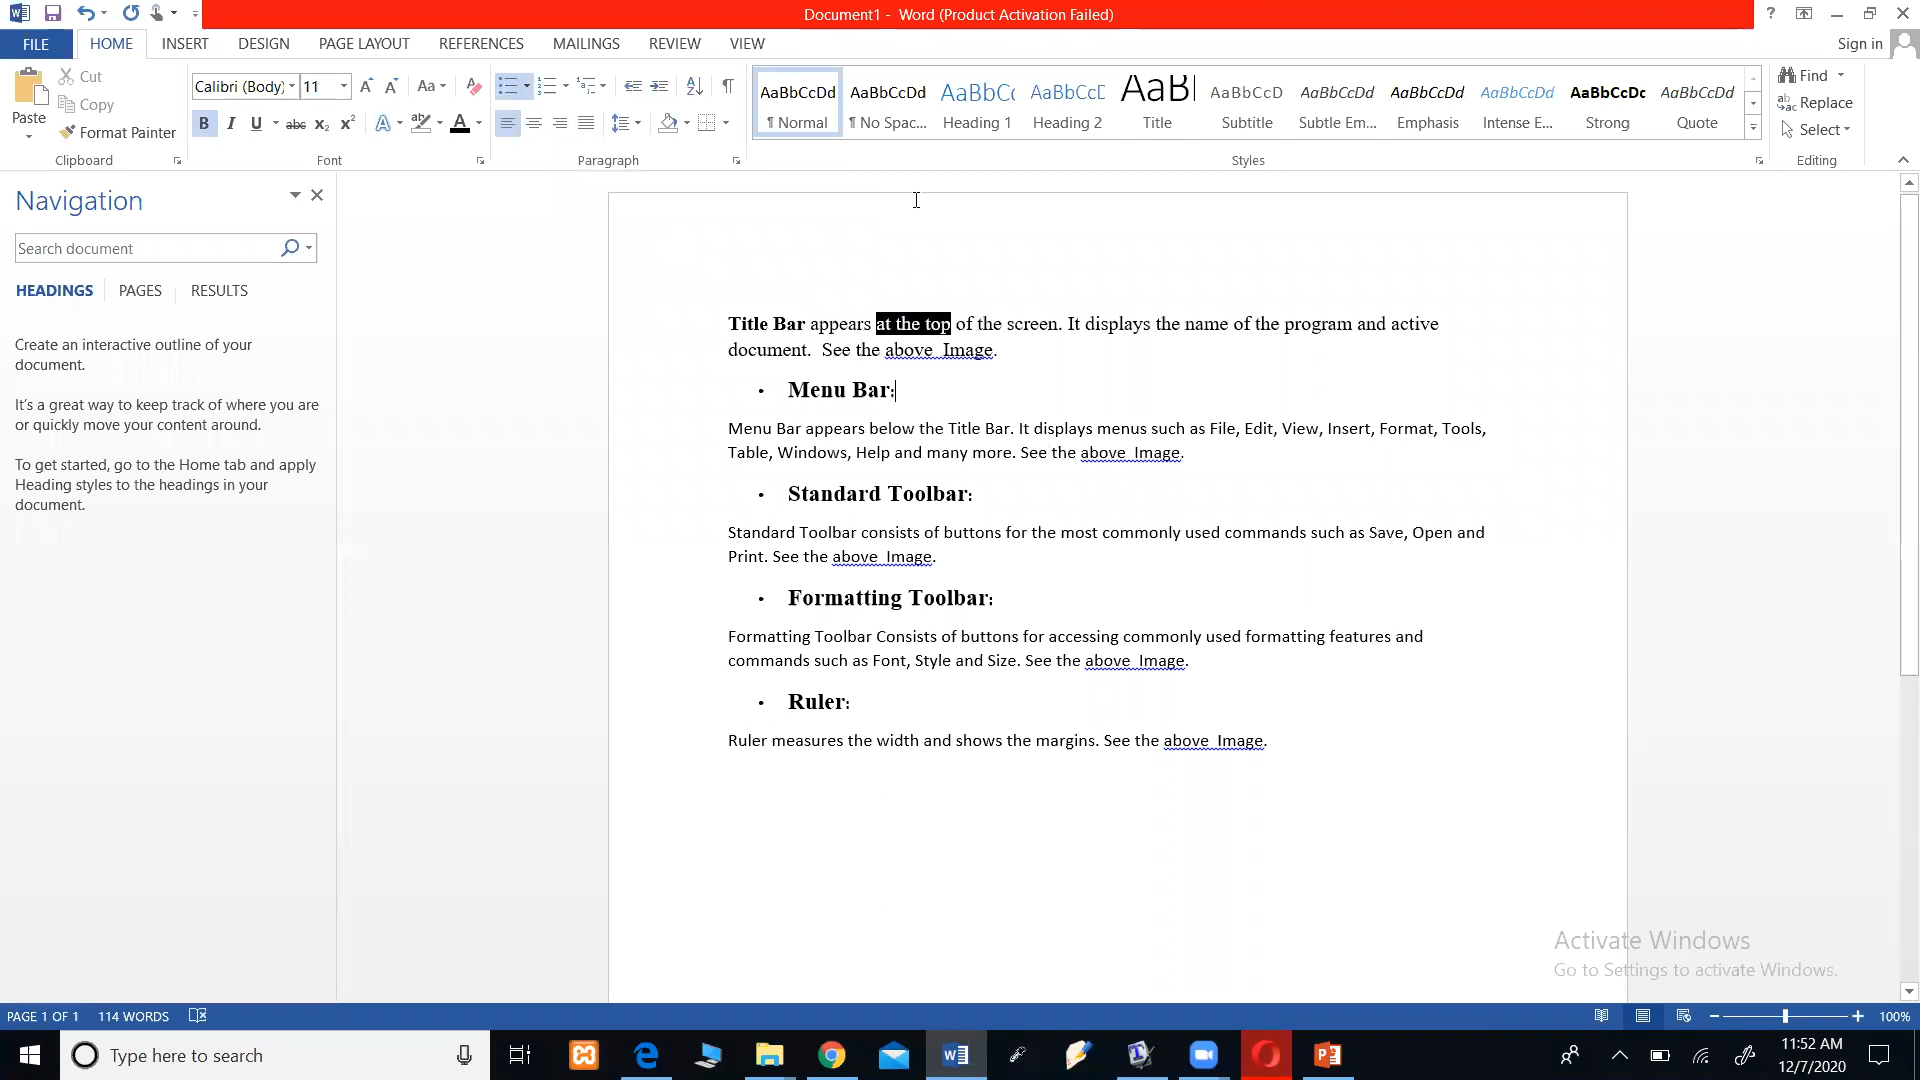 Document1 - Word (Product Activation Failed)
FILE HOME INSERT DESIGN PAGE LAYOUT REFERENCES MAILINGS REVIEW VIEW Sign in
Paste
Cut
Copy
Format Painter
Clipboard
Calibri (Body) 11
Font
Paragraph
AaBbCcDd AaBbCcDd AaBbCc AaBbCcD AaB AaBbCcD AaBbCcDd AaBbCcDd AaBbCcDd AaBbCcDc AaBbCcDd
¶ Normal ¶ No Spac... Heading 1 Heading 2 Title Subtitle Subtle Em... Emphasis Intense E... Strong Quote
Styles
Find
Replace
Select
Editing
Navigation
Search document
HEADINGS PAGES RESULTS
Create an interactive outline of your
document.
It's a great way to keep track of where you are
or quickly move your content around.
To get started, go to the Home tab and apply
Heading styles to the headings in your
document.
Title Bar appears at the top of the screen. It displays the name of the program and active
document.  See the above  Image.
• Menu Bar:
Menu Bar appears below the Title Bar. It displays menus such as File, Edit, View, Insert, Format, Tools,
Table, Windows, Help and many more. See the above  Image.
• Standard Toolbar:
Standard Toolbar consists of buttons for the most commonly used commands such as Save, Open and
Print. See the above  Image.
• Formatting Toolbar:
Formatting Toolbar Consists of buttons for accessing commonly used formatting features and
commands such as Font, Style and Size. See the above  Image.
• Ruler:
Ruler measures the width and shows the margins. See the above  Image.
Activate Windows
Go to Settings to activate Windows.
PAGE 1 OF 1 114 WORDS 100%
Type here to search
11:52 AM
12/7/2020